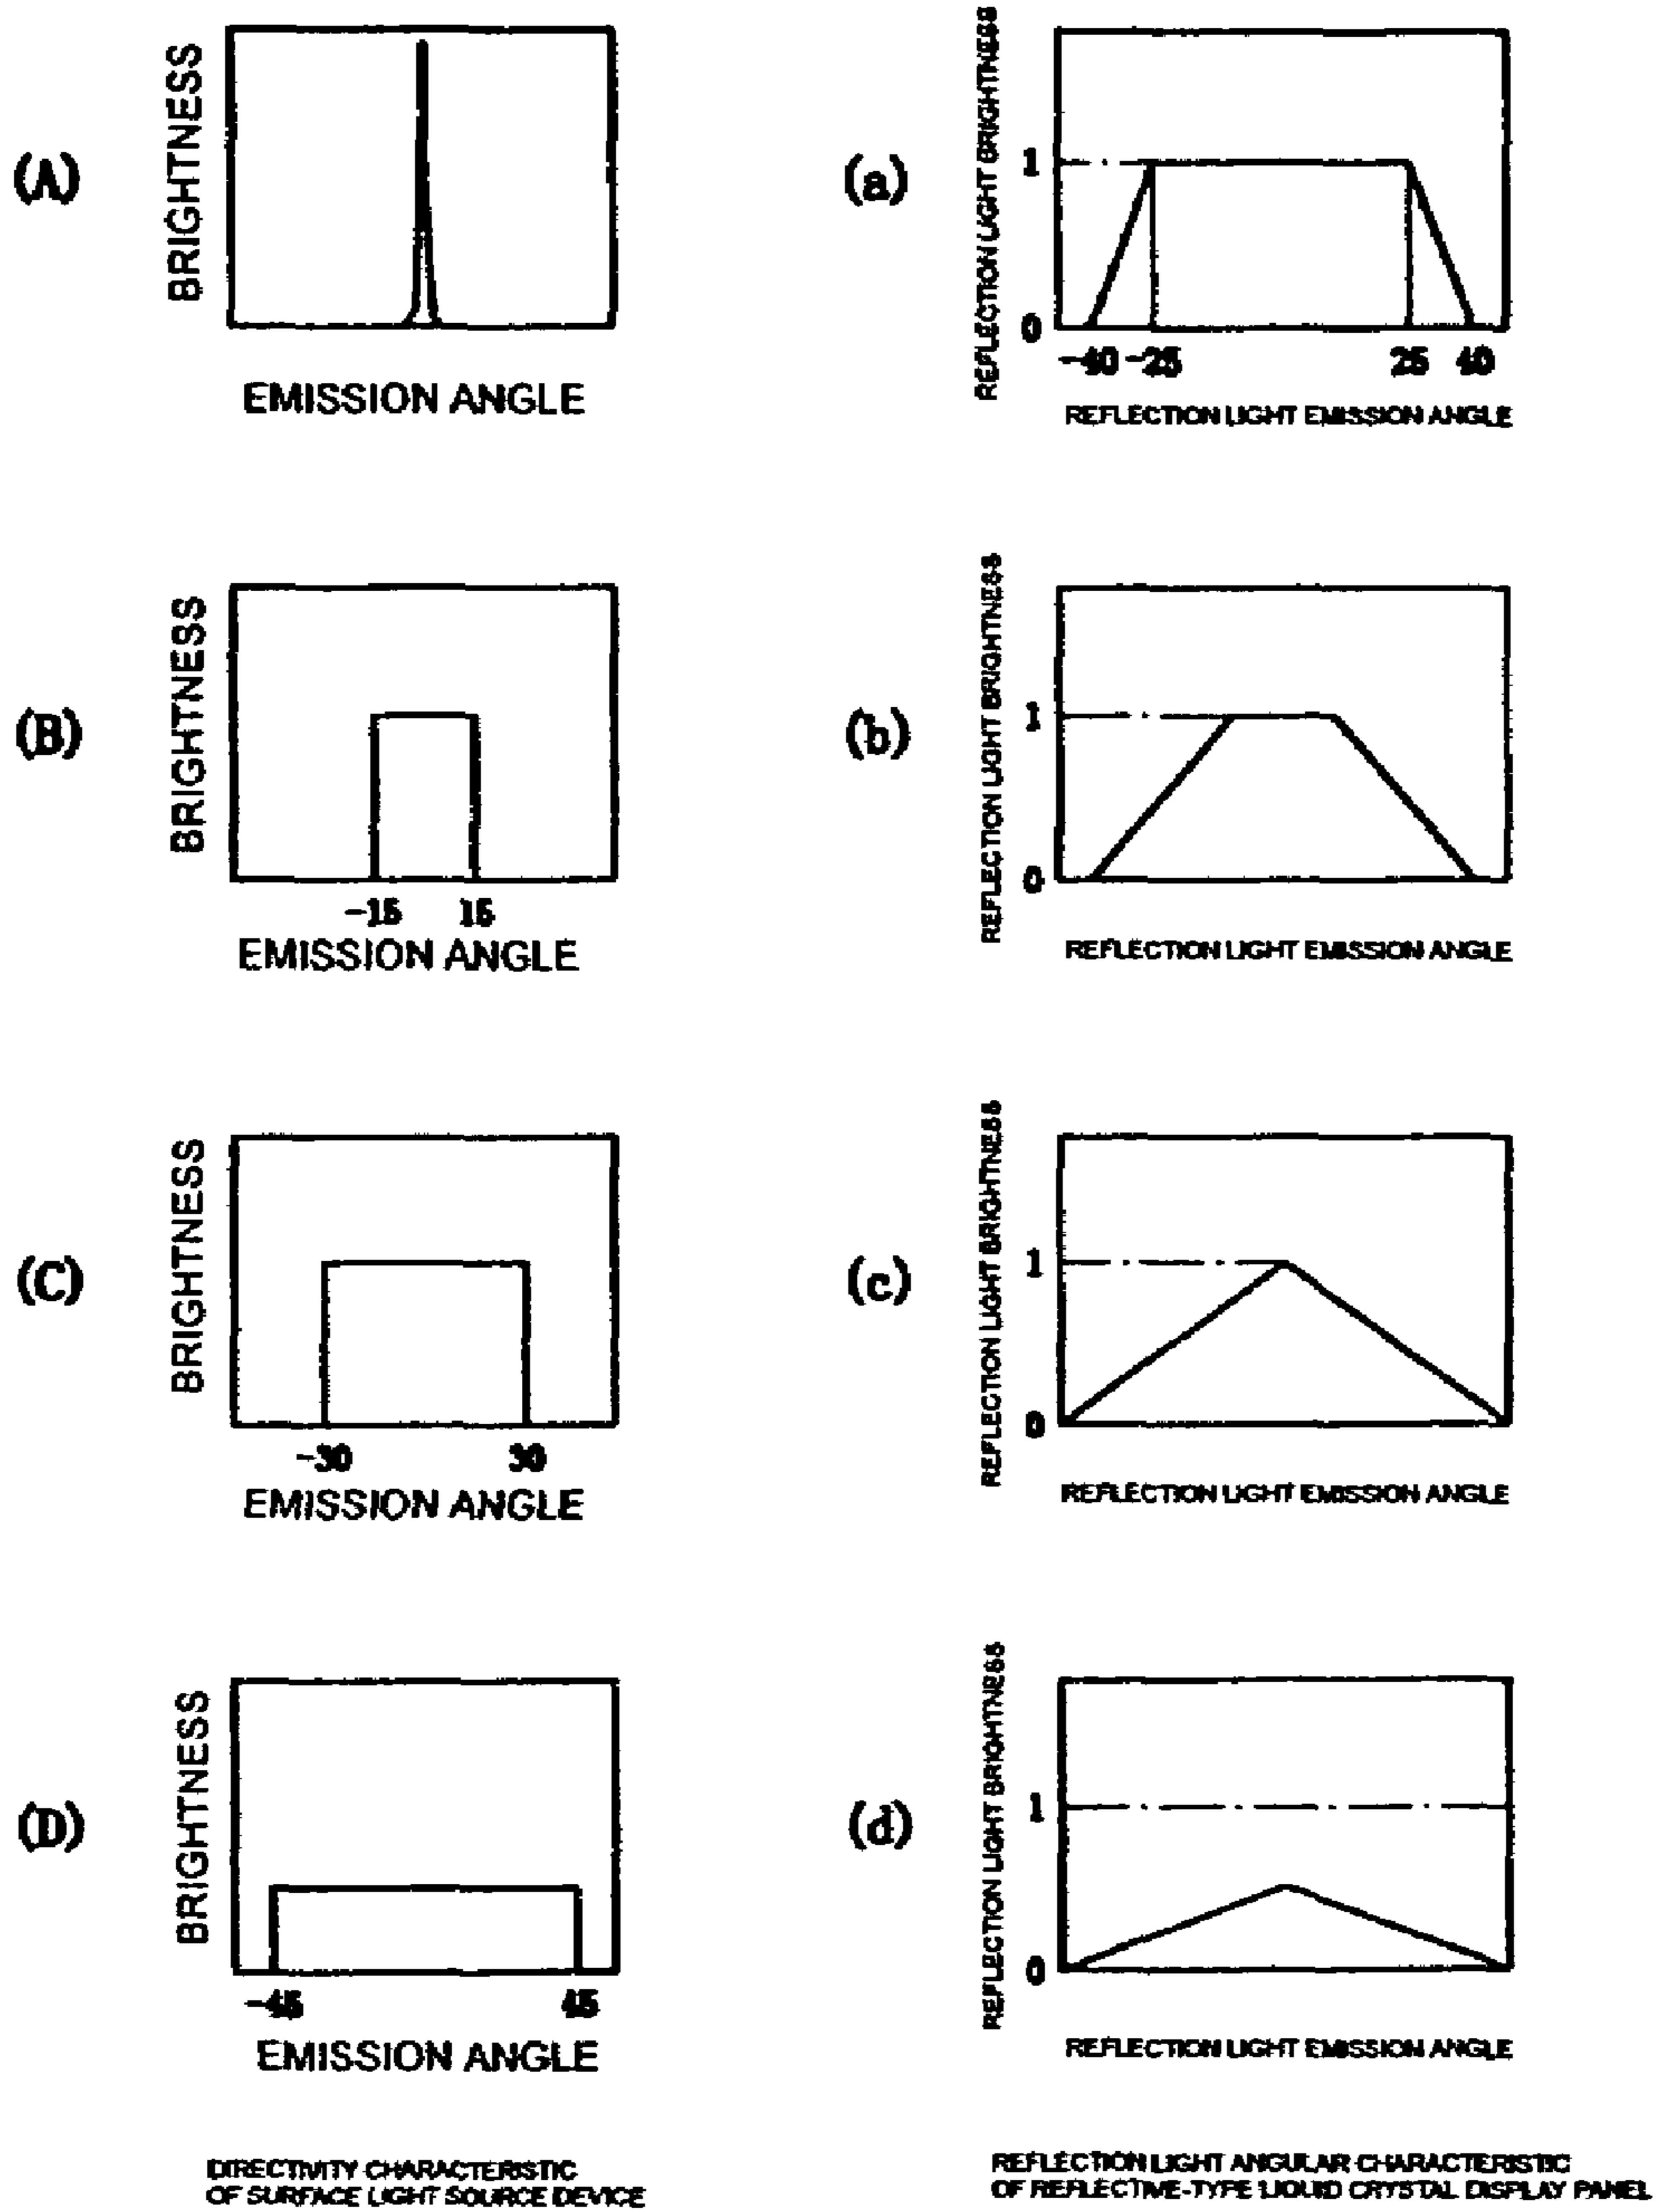 (A)
BRIGHTNESS
EMISSION ANGLE
(a)
REFLECTION LIGHT BRIGHTNESS
1
0
-40 -25 25 40
REFLECTION LIGHT EMISSION ANGLE
(B)
BRIGHTNESS
-15 15
EMISSION ANGLE
(b)
REFLECTION LIGHT BRIGHTNESS
1
0
REFLECTION LIGHT EMISSION ANGLE
(C)
BRIGHTNESS
-30 30
EMISSION ANGLE
(c)
REFLECTION LIGHT BRIGHTNESS
1
0
REFLECTION LIGHT EMISSION ANGLE
(D)
BRIGHTNESS
-45 45
EMISSION ANGLE
(d)
REFLECTION LIGHT BRIGHTNESS
1
0
REFLECTION LIGHT EMISSION ANGLE
DIRECTIVITY CHARACTERISTIC
OF SURFACE LIGHT SOURCE DEVICE
REFLECTION LIGHT ANGULAR CHARACTERISTIC
OF REFLECTIVE-TYPE LIQUID CRYSTAL DISPLAY PANEL